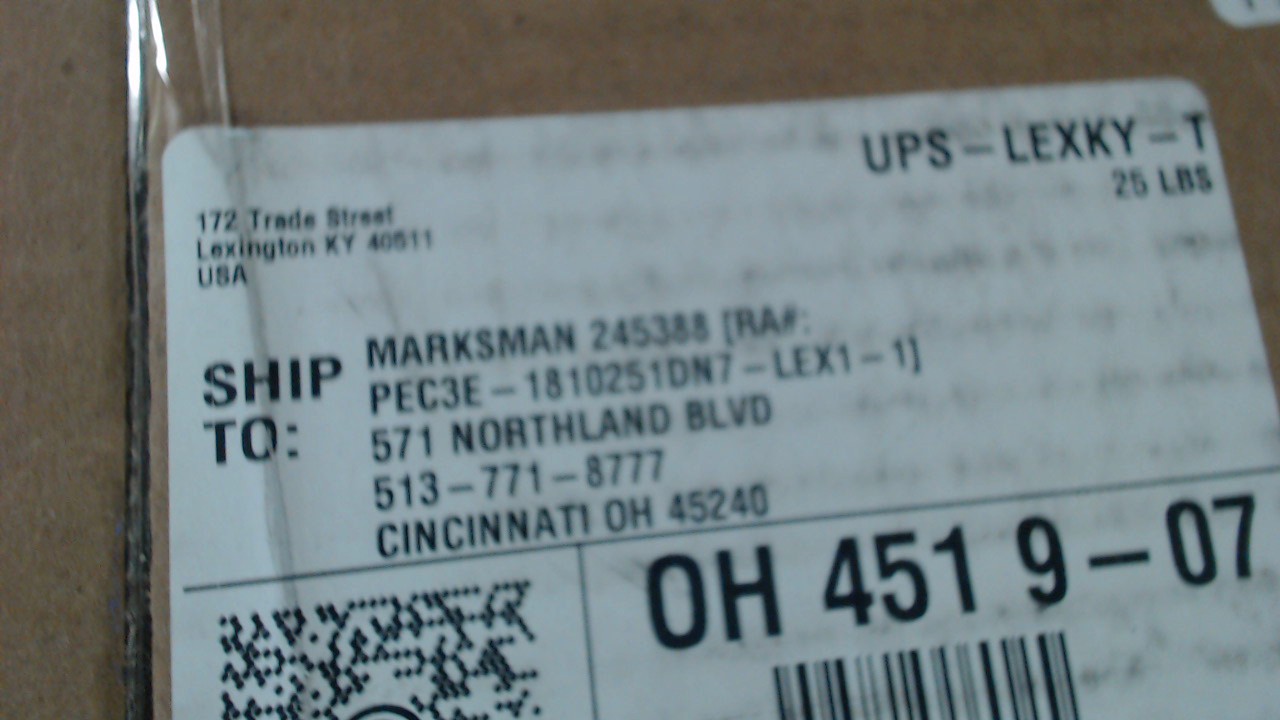 UPS-LEXKY-T
25 LBS
172 Trade Street
Lexington KY 40511
USA
SHIP
TO:
MARKSMAN 245388 [RA#:
PEC3E-1810251DN7-LEX1-1]
571 NORTHLAND BLVD
513-771-8777
CINCINNATI OH 45240
OH 451 9-07